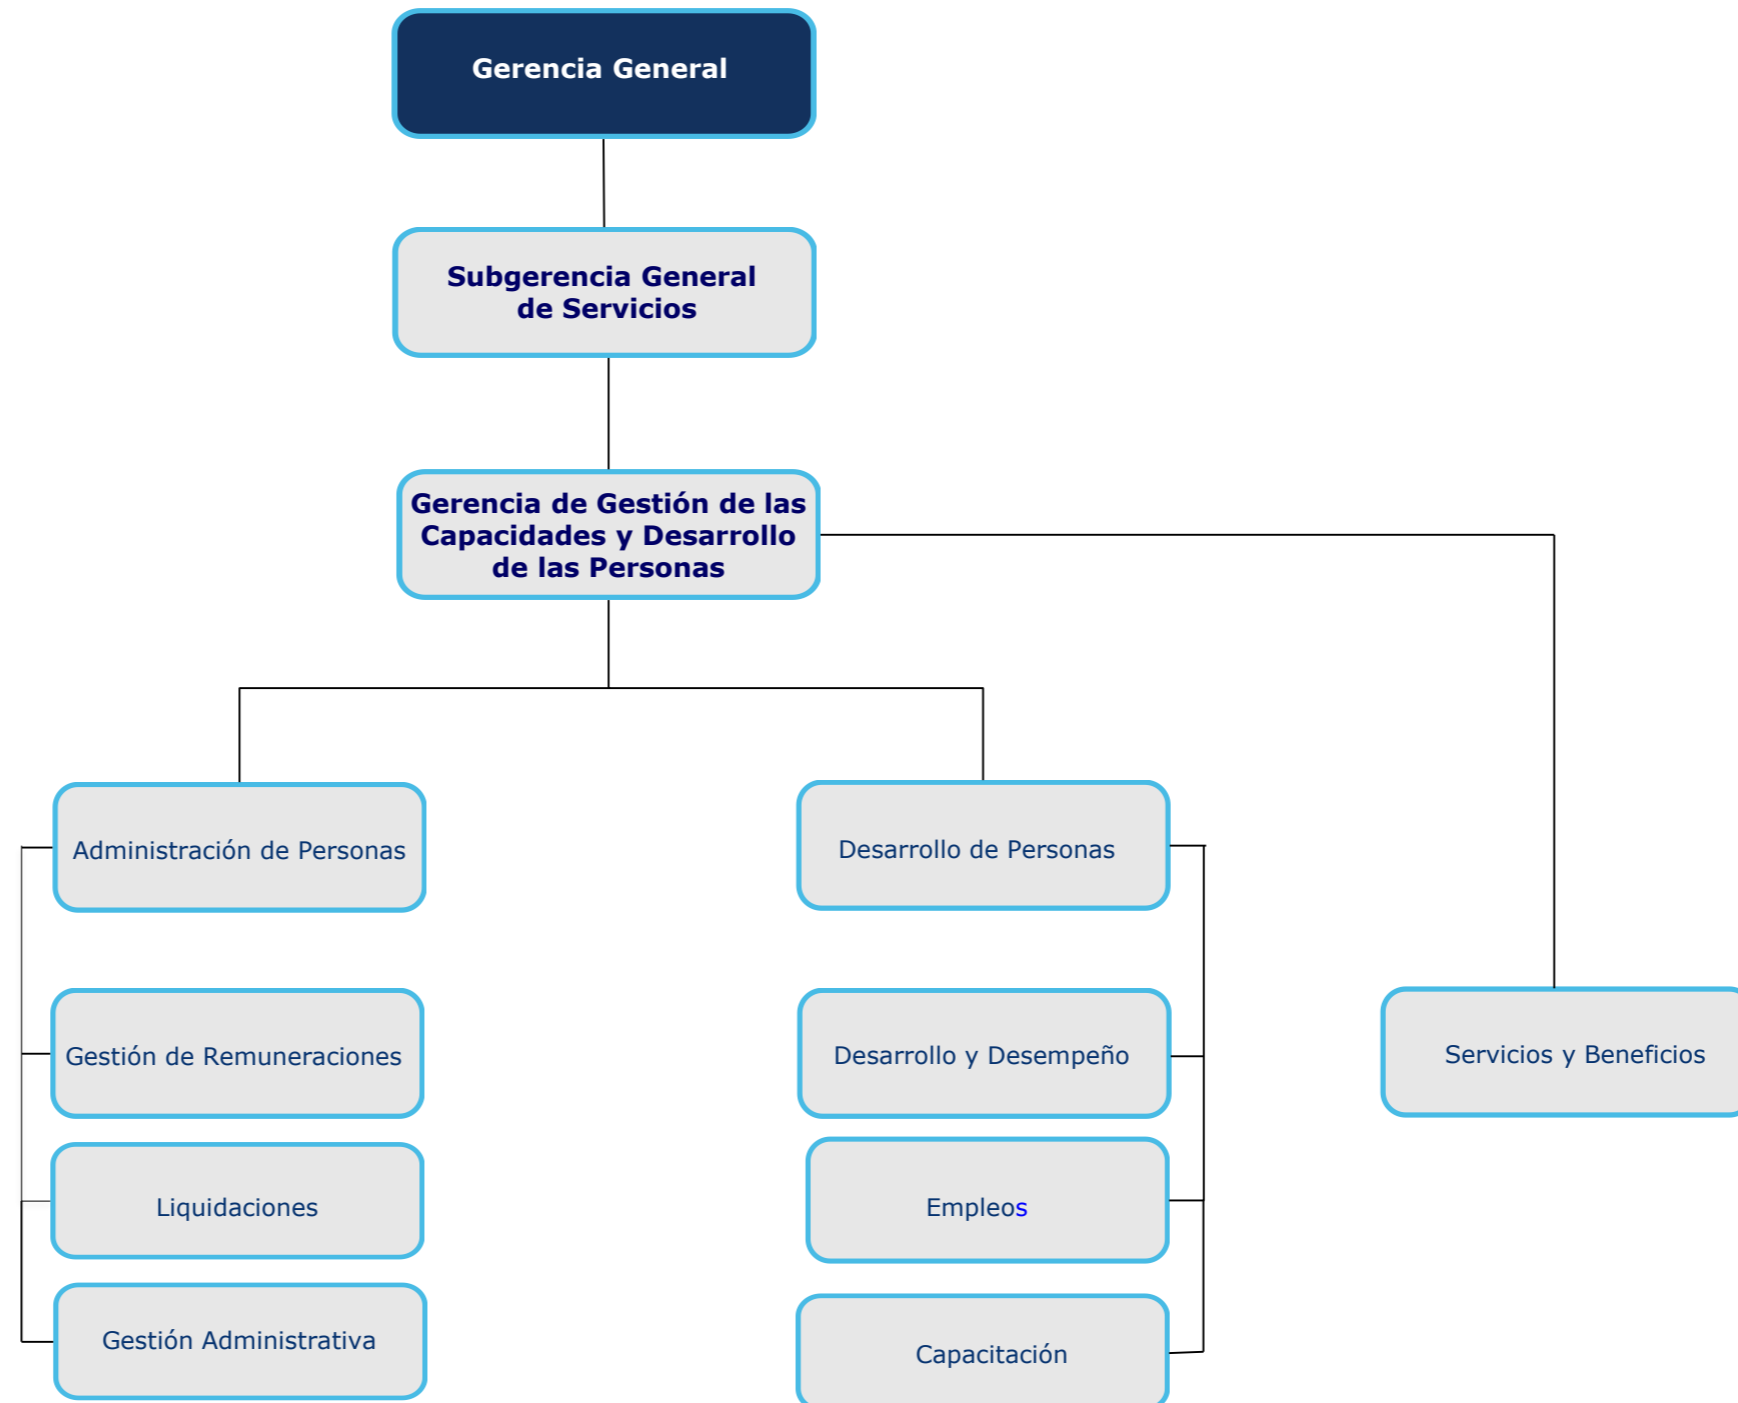 Gerencia General
Subgerencia General
de Servicios
Gerencia de Gestión de las
Capacidades y Desarrollo
de las Personas
Administración de Personas
Desarrollo de Personas
Gestión de Remuneraciones
Desarrollo y Desempeño
Servicios y Beneficios
Liquidaciones
Empleos
Gestión Administrativa
Capacitación